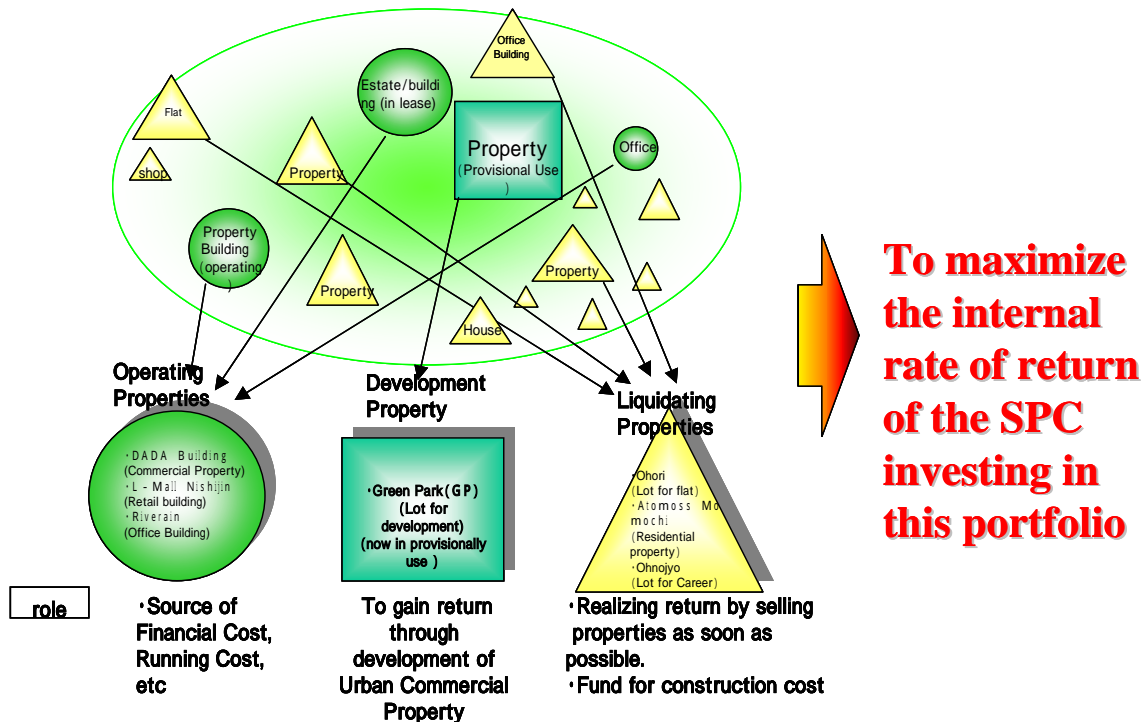 Office
Building
Flat
Estate/buildi
ng (in lease)
Property
(Provisional Use
)
Office
shop
Property
Property
Building
(operating
)
Property
Property
House
Operating
Properties
Development
Property
Liquidating
Properties
・DADA Building
(Commercial Property)
・L-Mall Nishijin
(Retail building)
・Riverain
(Office Building)
・Green Park(GP)
(Lot for
development)
(now in provisionally
use )
・Ohori
(Lot for flat)
・Atomoss Mo
mochi
(Residential
property)
・Ohnojyo
(Lot for Career)
To maximize
the internal
rate of return
of the SPC
investing in
this portfolio
role
・Source of
Financial Cost,
Running Cost,
etc
To gain return
through
development of
Urban Commercial
Property
・Realizing return by selling
properties as soon as
possible.
・Fund for construction cost